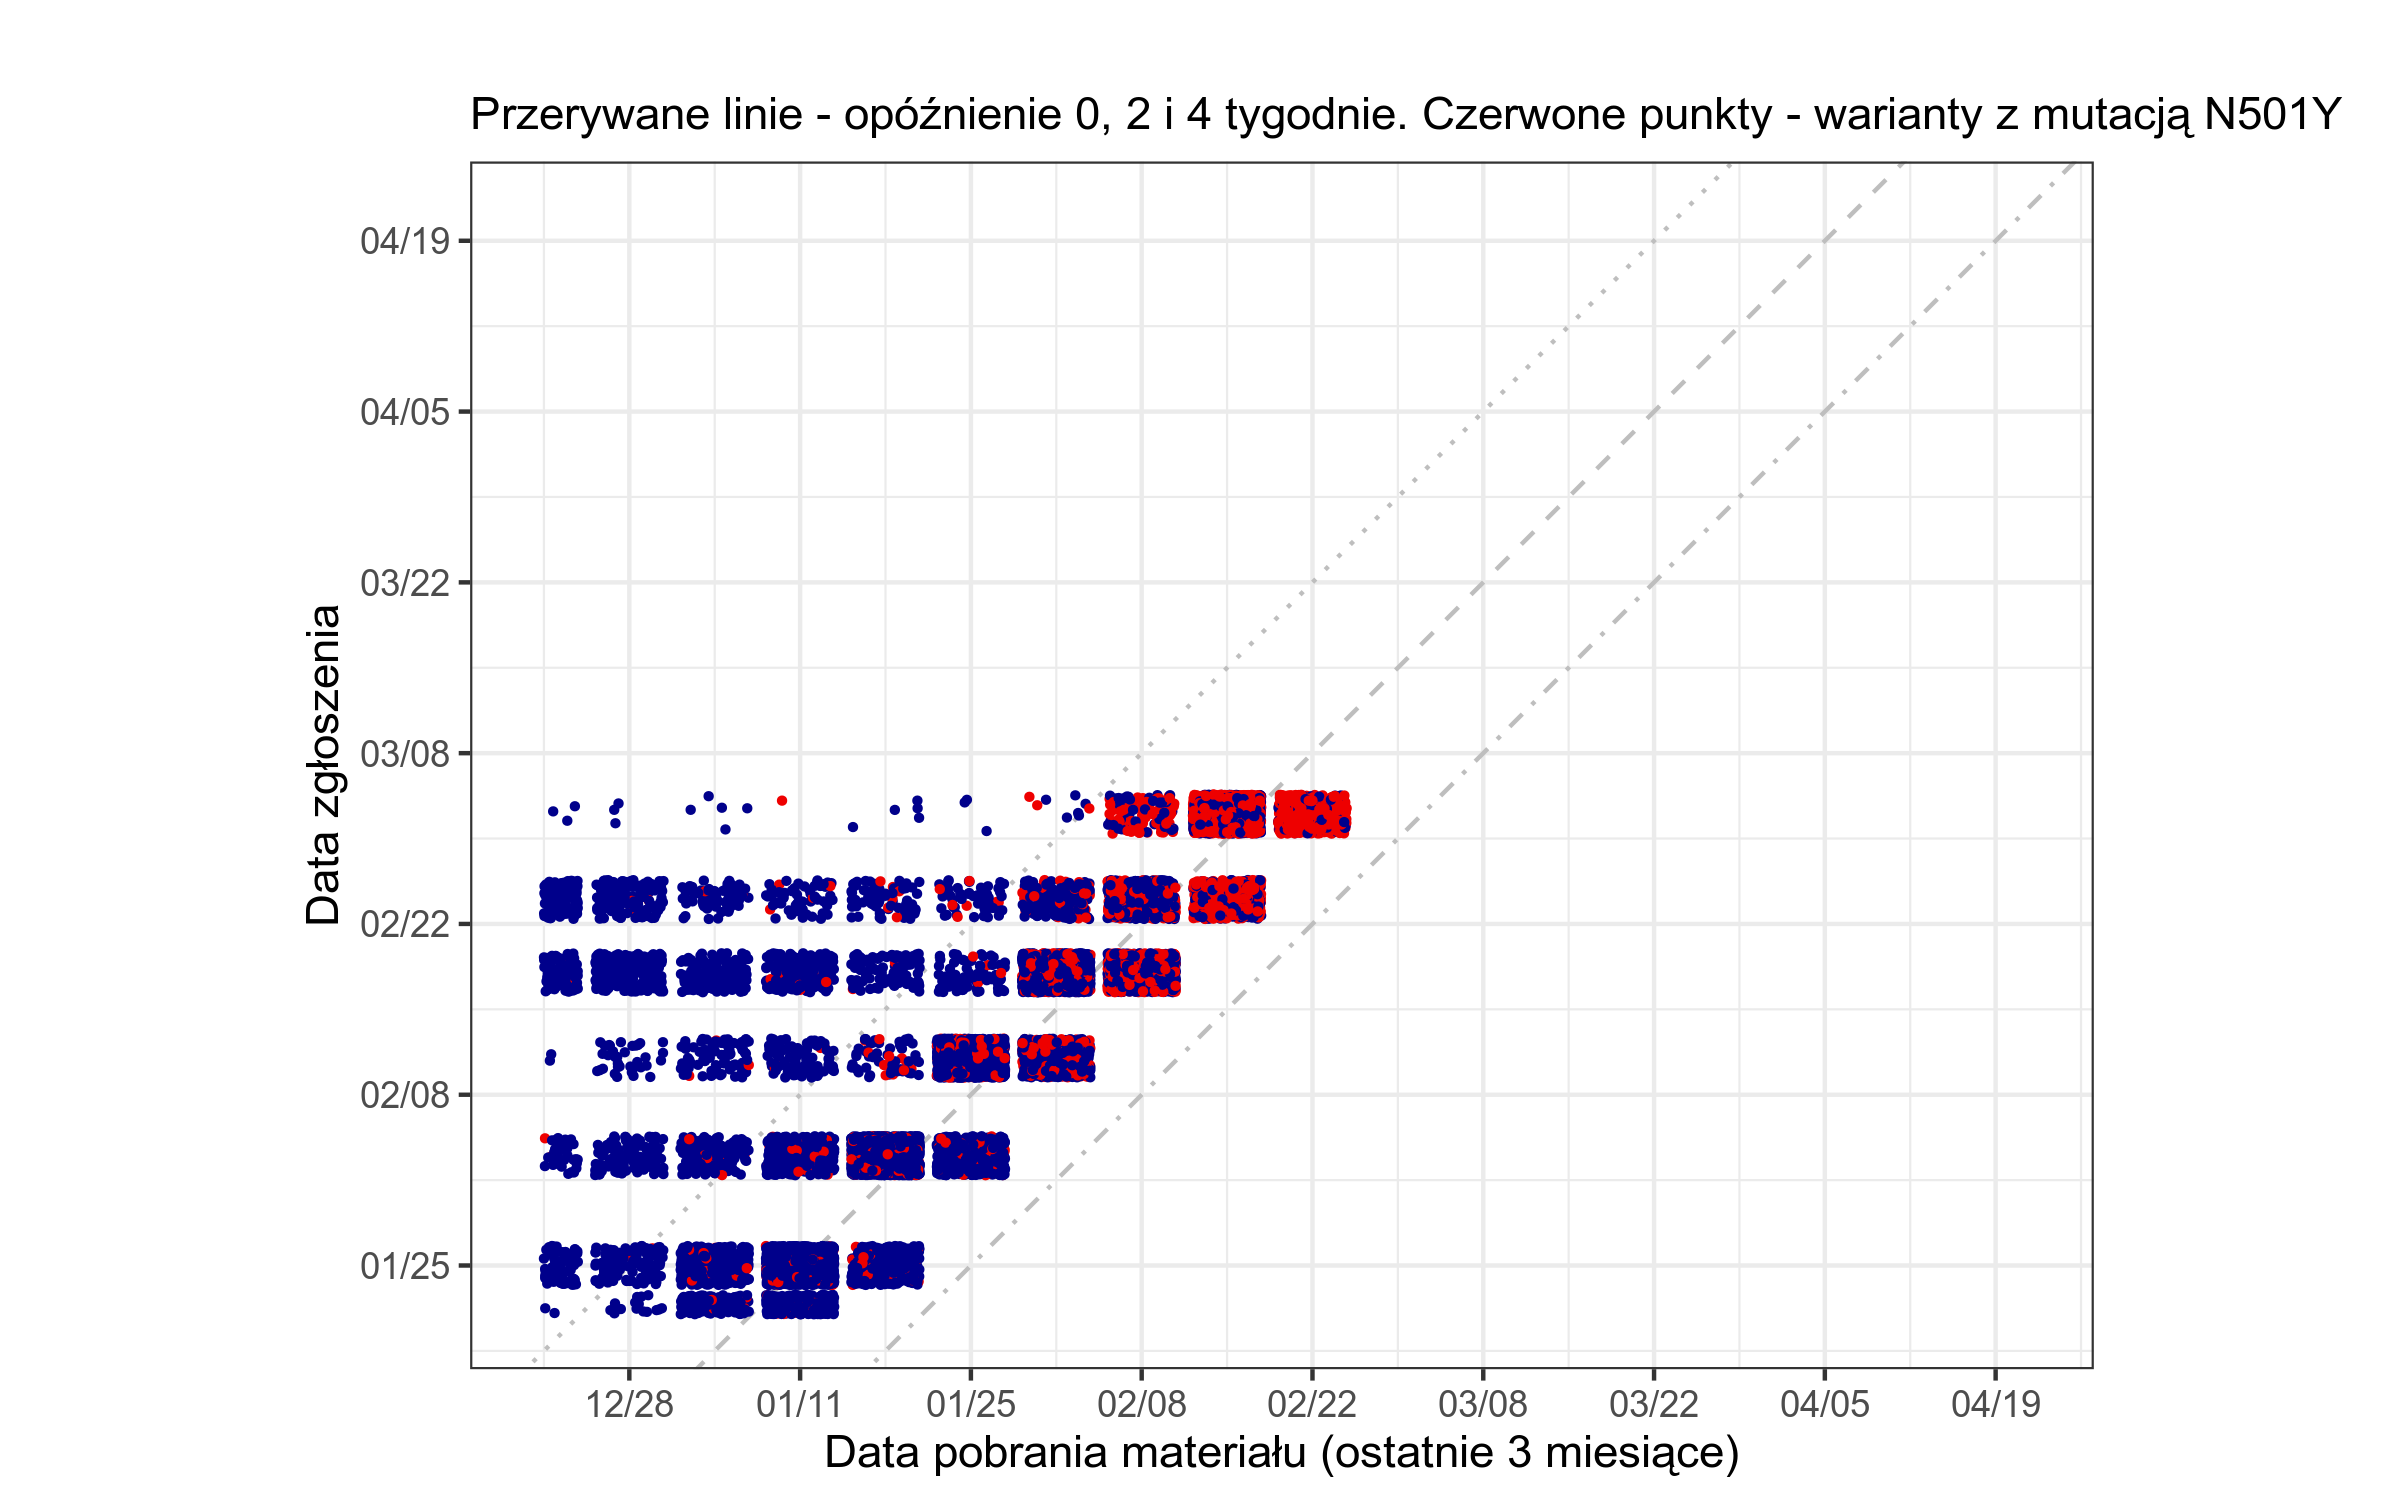 Przerywane linie - opóźnienie 0, 2 i 4 tygodnie. Czerwone punkty - warianty z mutacją N501Y
04/19
04/05
03/22
03/08
02/22
02/08
01/25
Data zgłoszenia
12/28 01/11 01/25 02/08 02/22 03/08 03/22 04/05 04/19
Data pobrania materiału (ostatnie 3 miesiące)